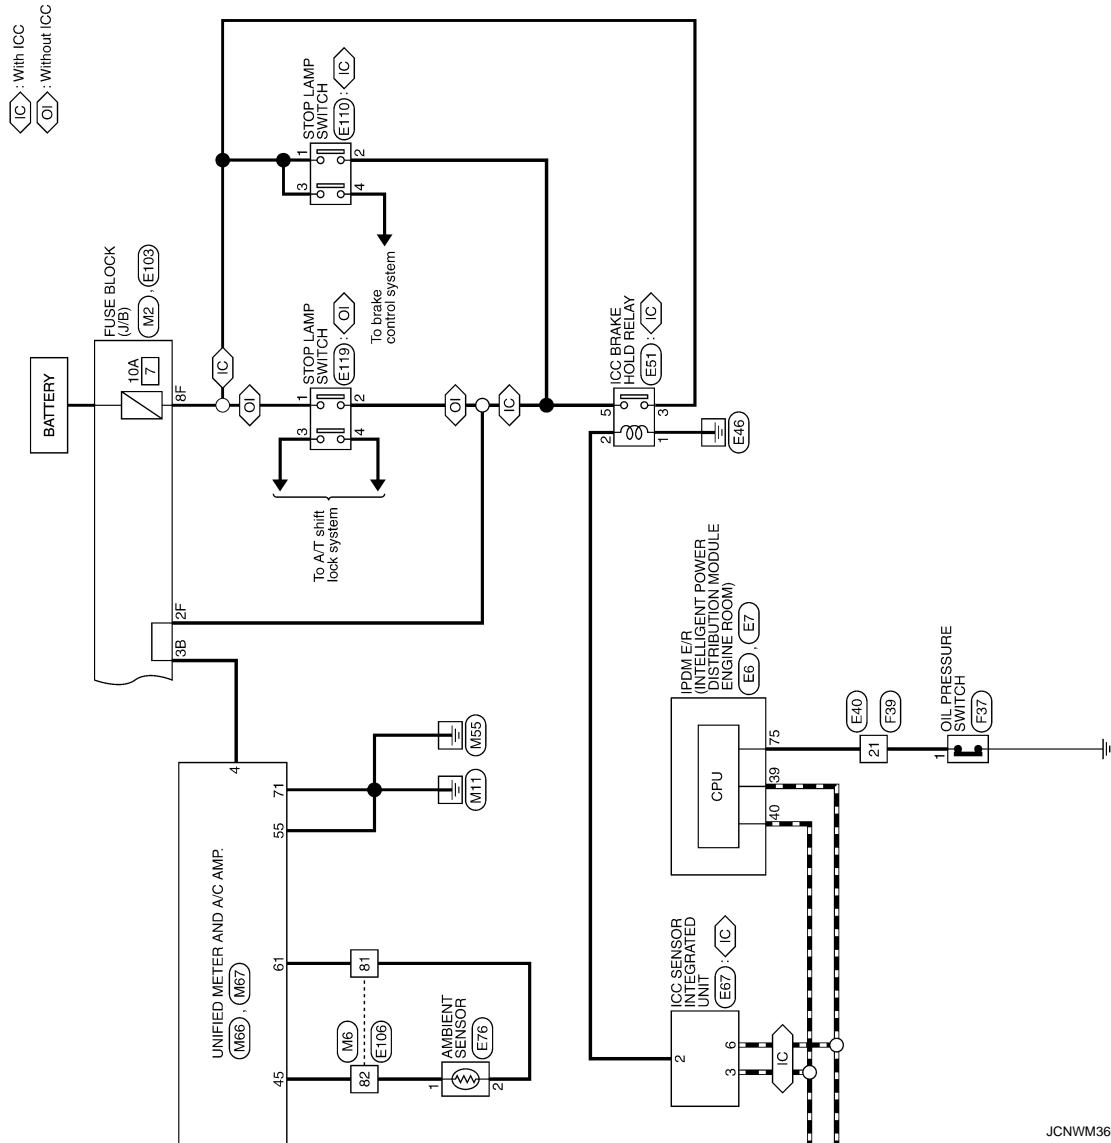 IC : With ICC
OI : Without ICC
BATTERY
FUSE BLOCK
(J/B)
M2 , E103
10A
7
8F
2F
3B
IC
OI
STOP LAMP
SWITCH
E110 : IC
1
2
3
4
To brake
control system
STOP LAMP
SWITCH
E119 : OI
1
2
3
4
To A/T shift
lock system
OI
IC
ICC BRAKE
HOLD RELAY
E51 : IC
5
3
2
1
E46
UNIFIED METER AND A/C AMP.
M66 , M67
4
71
55
61
45
M55
M11
81
82
M6
E106
AMBIENT
SENSOR
E76
1
2
IPDM E/R
(INTELLIGENT POWER
DISTRIBUTION MODULE
ENGINE ROOM)
E6 , E7
CPU
75
39
40
E40
21
F39
OIL PRESSURE
SWITCH
F37
1
ICC SENSOR
INTEGRATED
UNIT
E67 : IC
2
6
3
IC
JCNWM36